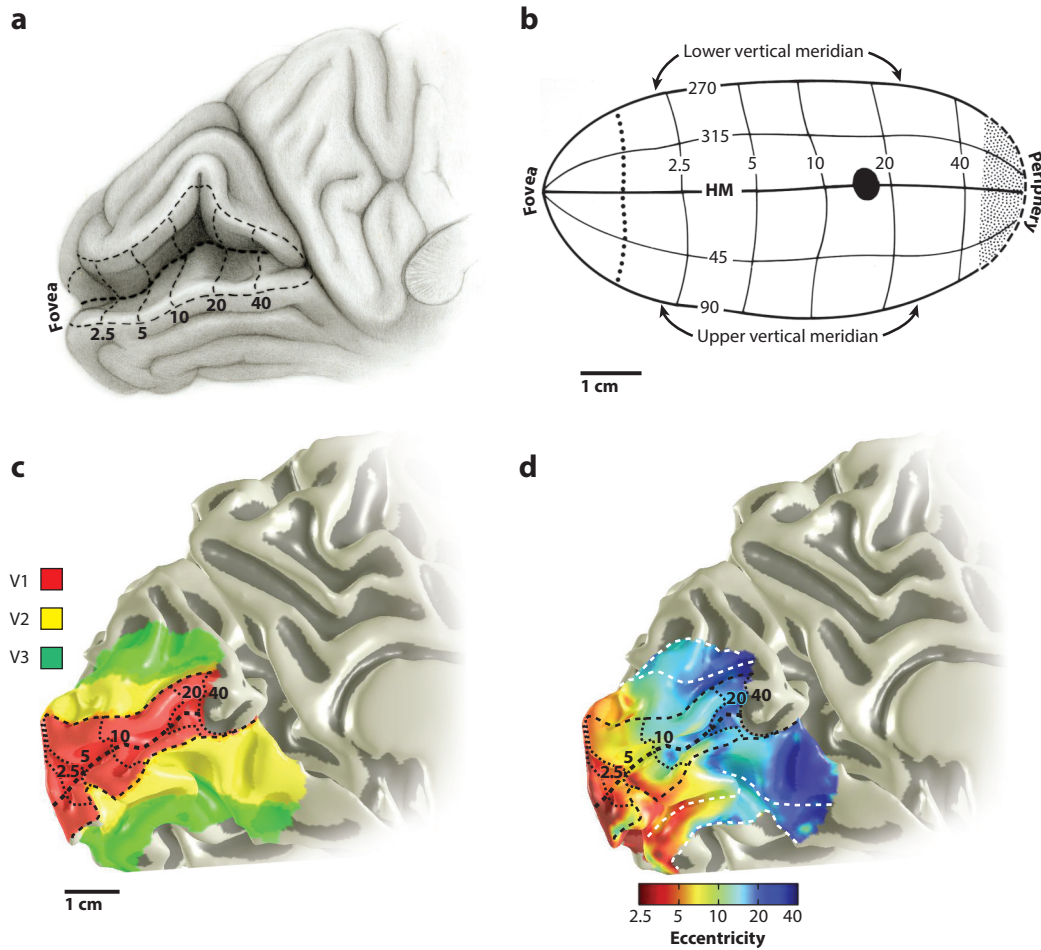 a
Fovea
2.5
5
10
20
40
b
Lower vertical meridian
270
315
2.5
5
10
20
40
Fovea
HM
Periphery
45
90
Upper vertical meridian
1 cm
c
V1
V2
V3
20
40
10
5
2.5
1 cm
d
40
20
10
5
2.5
2.5 5 10 20 40
Eccentricity